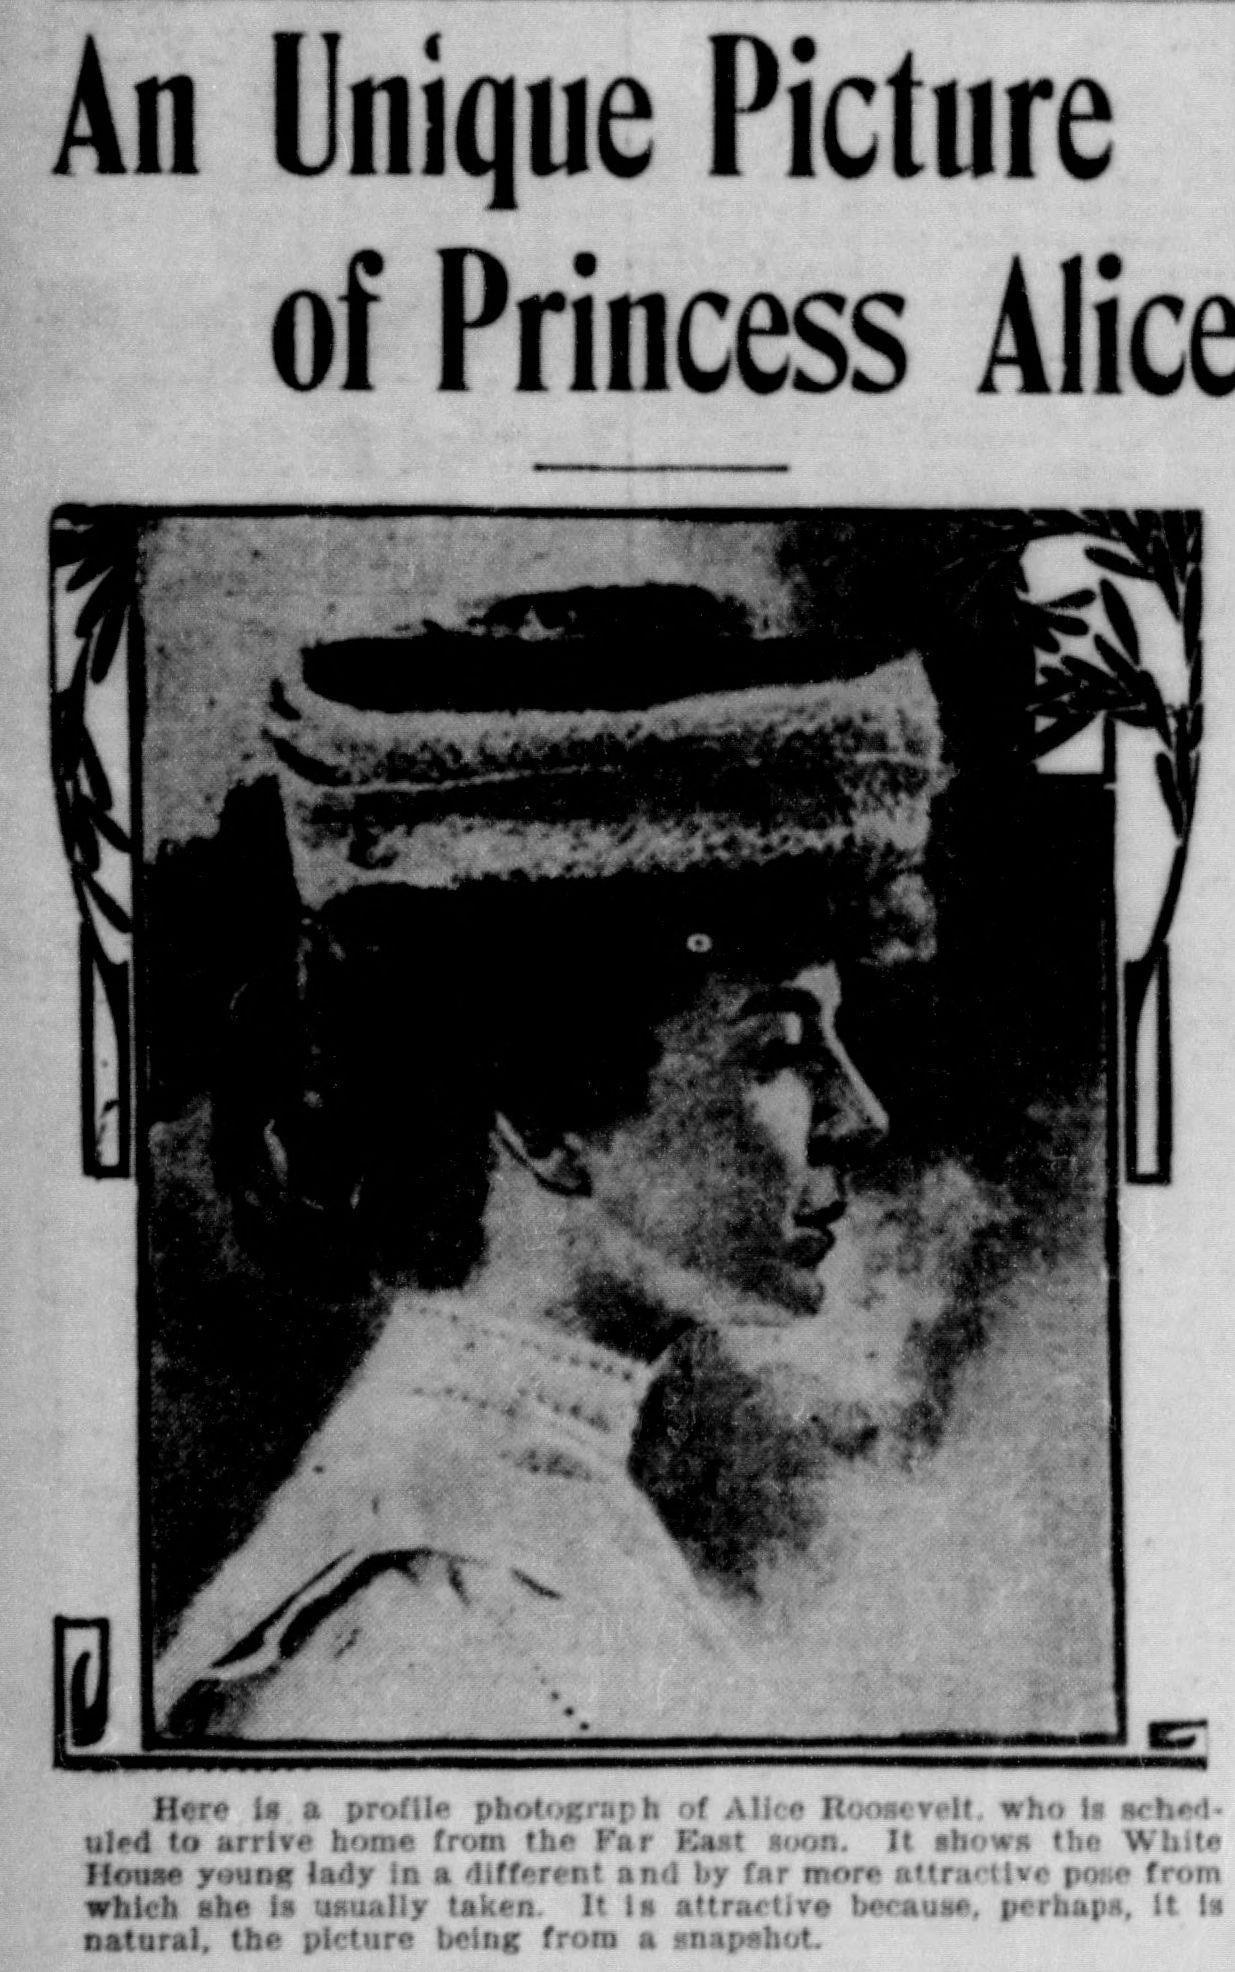 An Unique Picture
of Princess Alice
Here is a profile photograph of Alice Roosevelt, who is sched-
uled to arrive home from the Far East soon. It shows the White
House young lady in a different and by far more attractive pose from
which she is usually taken. It is attractive because, perhaps, it is
natural, the picture being from a snapshot.